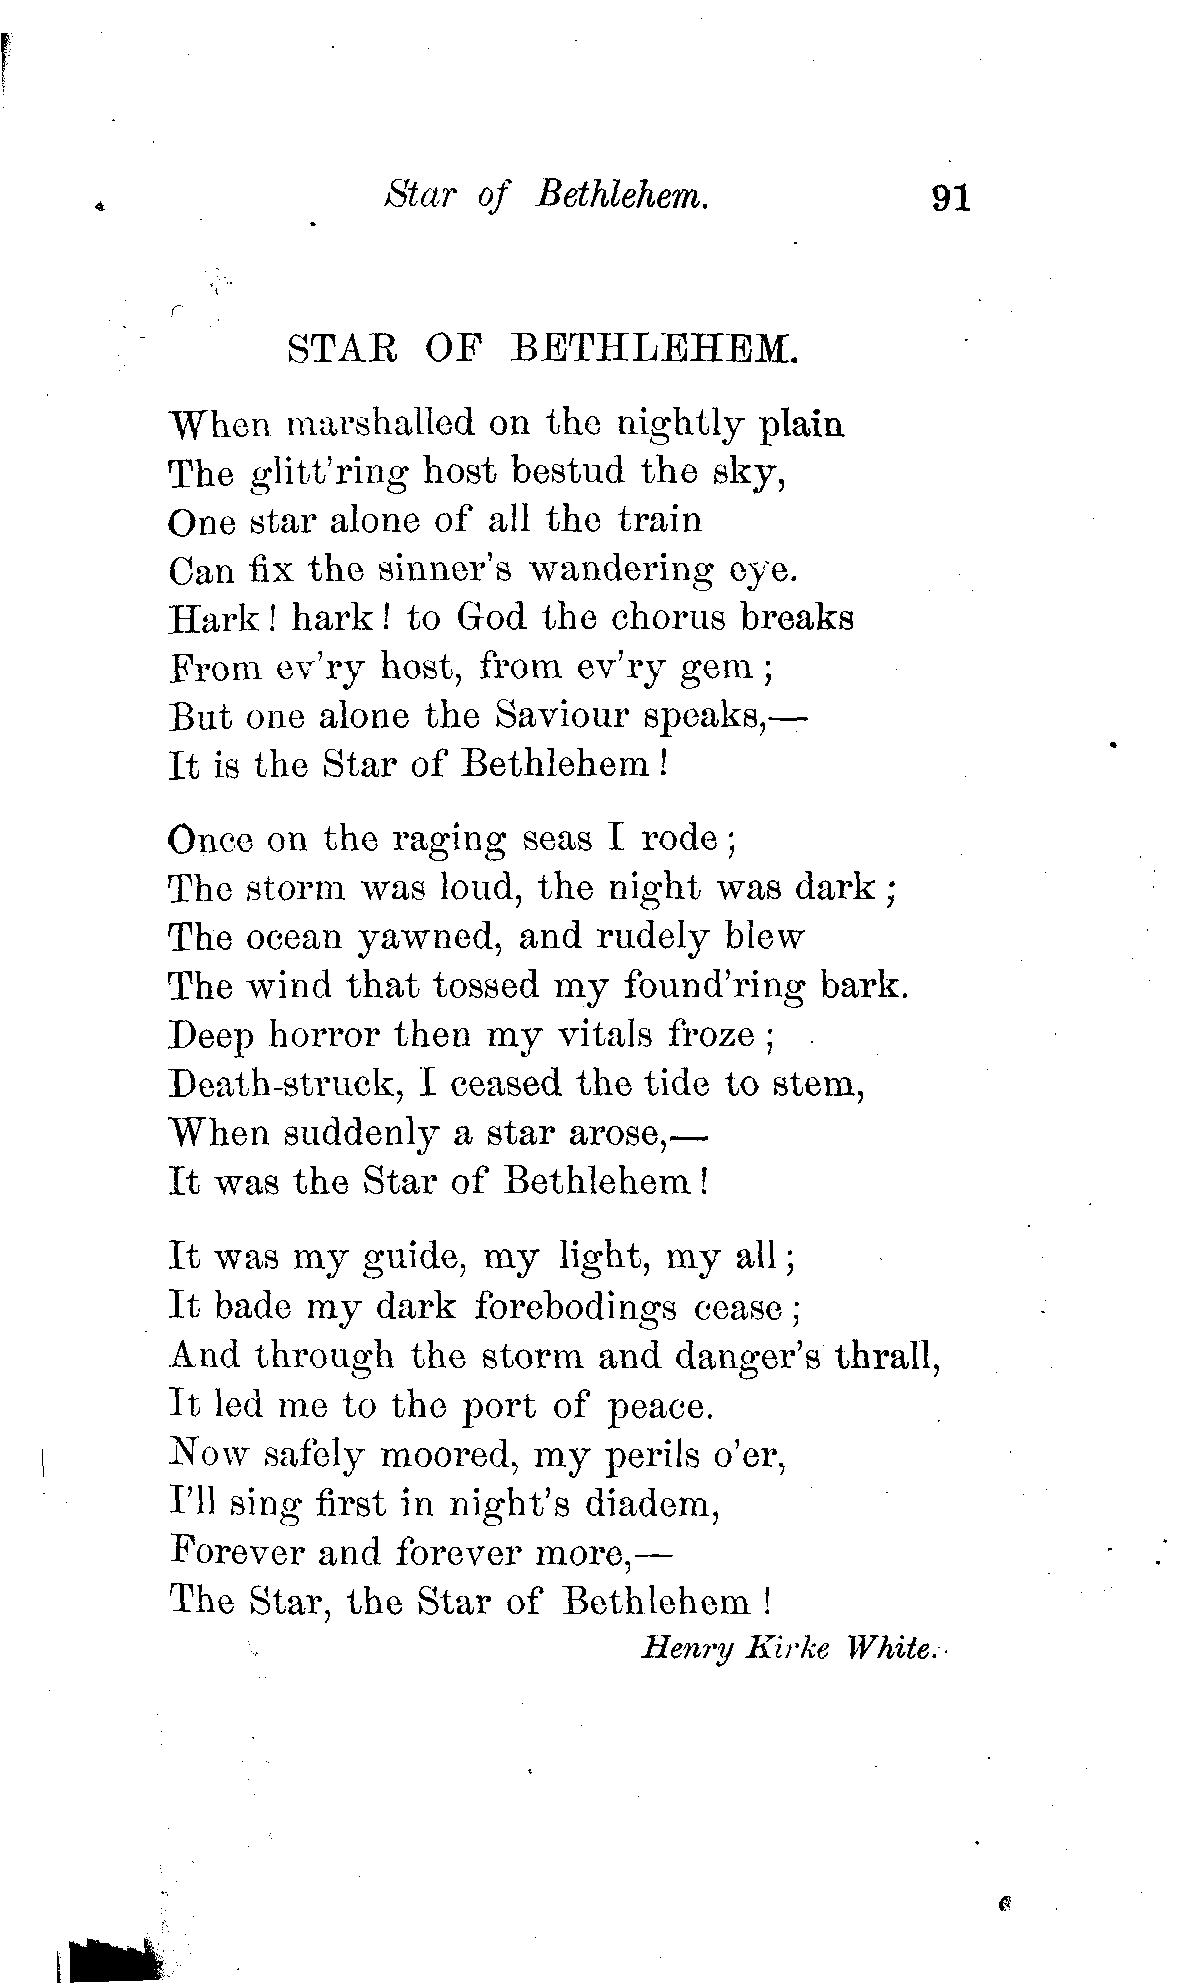 Star of Bethlehem. 91
STAR OF BETHLEHEM.
When marshalled on the nightly plain
The glitt'ring host bestud the sky,
One star alone of all the train
Can fix the sinner's wandering eye.
Hark! hark! to God the chorus breaks
From ev'ry host, from ev'ry gem;
But one alone the Saviour speaks,—
It is the Star of Bethlehem!
Once on the raging seas I rode;
The storm was loud, the night was dark;
The ocean yawned, and rudely blew
The wind that tossed my found'ring bark.
Deep horror then my vitals froze;
Death-struck, I ceased the tide to stem,
When suddenly a star arose,—
It was the Star of Bethlehem!
It was my guide, my light, my all;
It bade my dark forebodings cease;
And through the storm and danger's thrall,
It led me to the port of peace.
Now safely moored, my perils o'er,
I'll sing first in night's diadem,
Forever and forever more,—
The Star, the Star of Bethlehem!
Henry Kirke White.